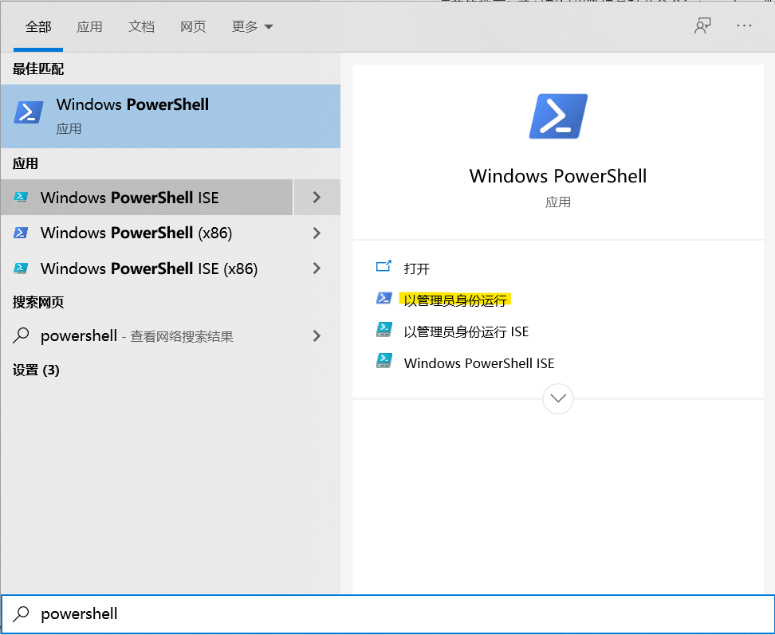 全部 应用 文档 网页 更多
最佳匹配
Windows PowerShell
应用
应用
Windows PowerShell ISE
Windows PowerShell (x86)
Windows PowerShell ISE (x86)
搜索网页
powershell - 查看网络搜索结果
设置 (3)
Windows PowerShell
应用
打开
以管理员身份运行
以管理员身份运行 ISE
Windows PowerShell ISE
powershell